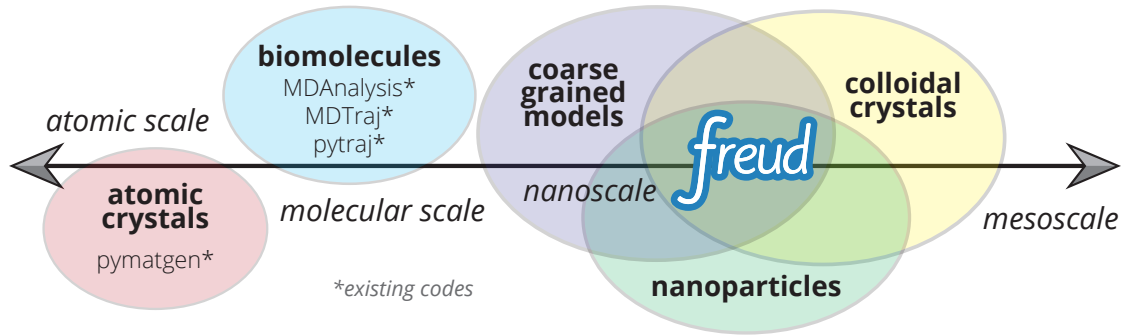 biomolecules
MDAnalysis*
MDTraj*
pytraj*
coarse
grained
models
colloidal
crystals
atomic scale
freud
atomic
crystals
pymatgen*
molecular scale
nanoscale
mesoscale
*existing codes
nanoparticles